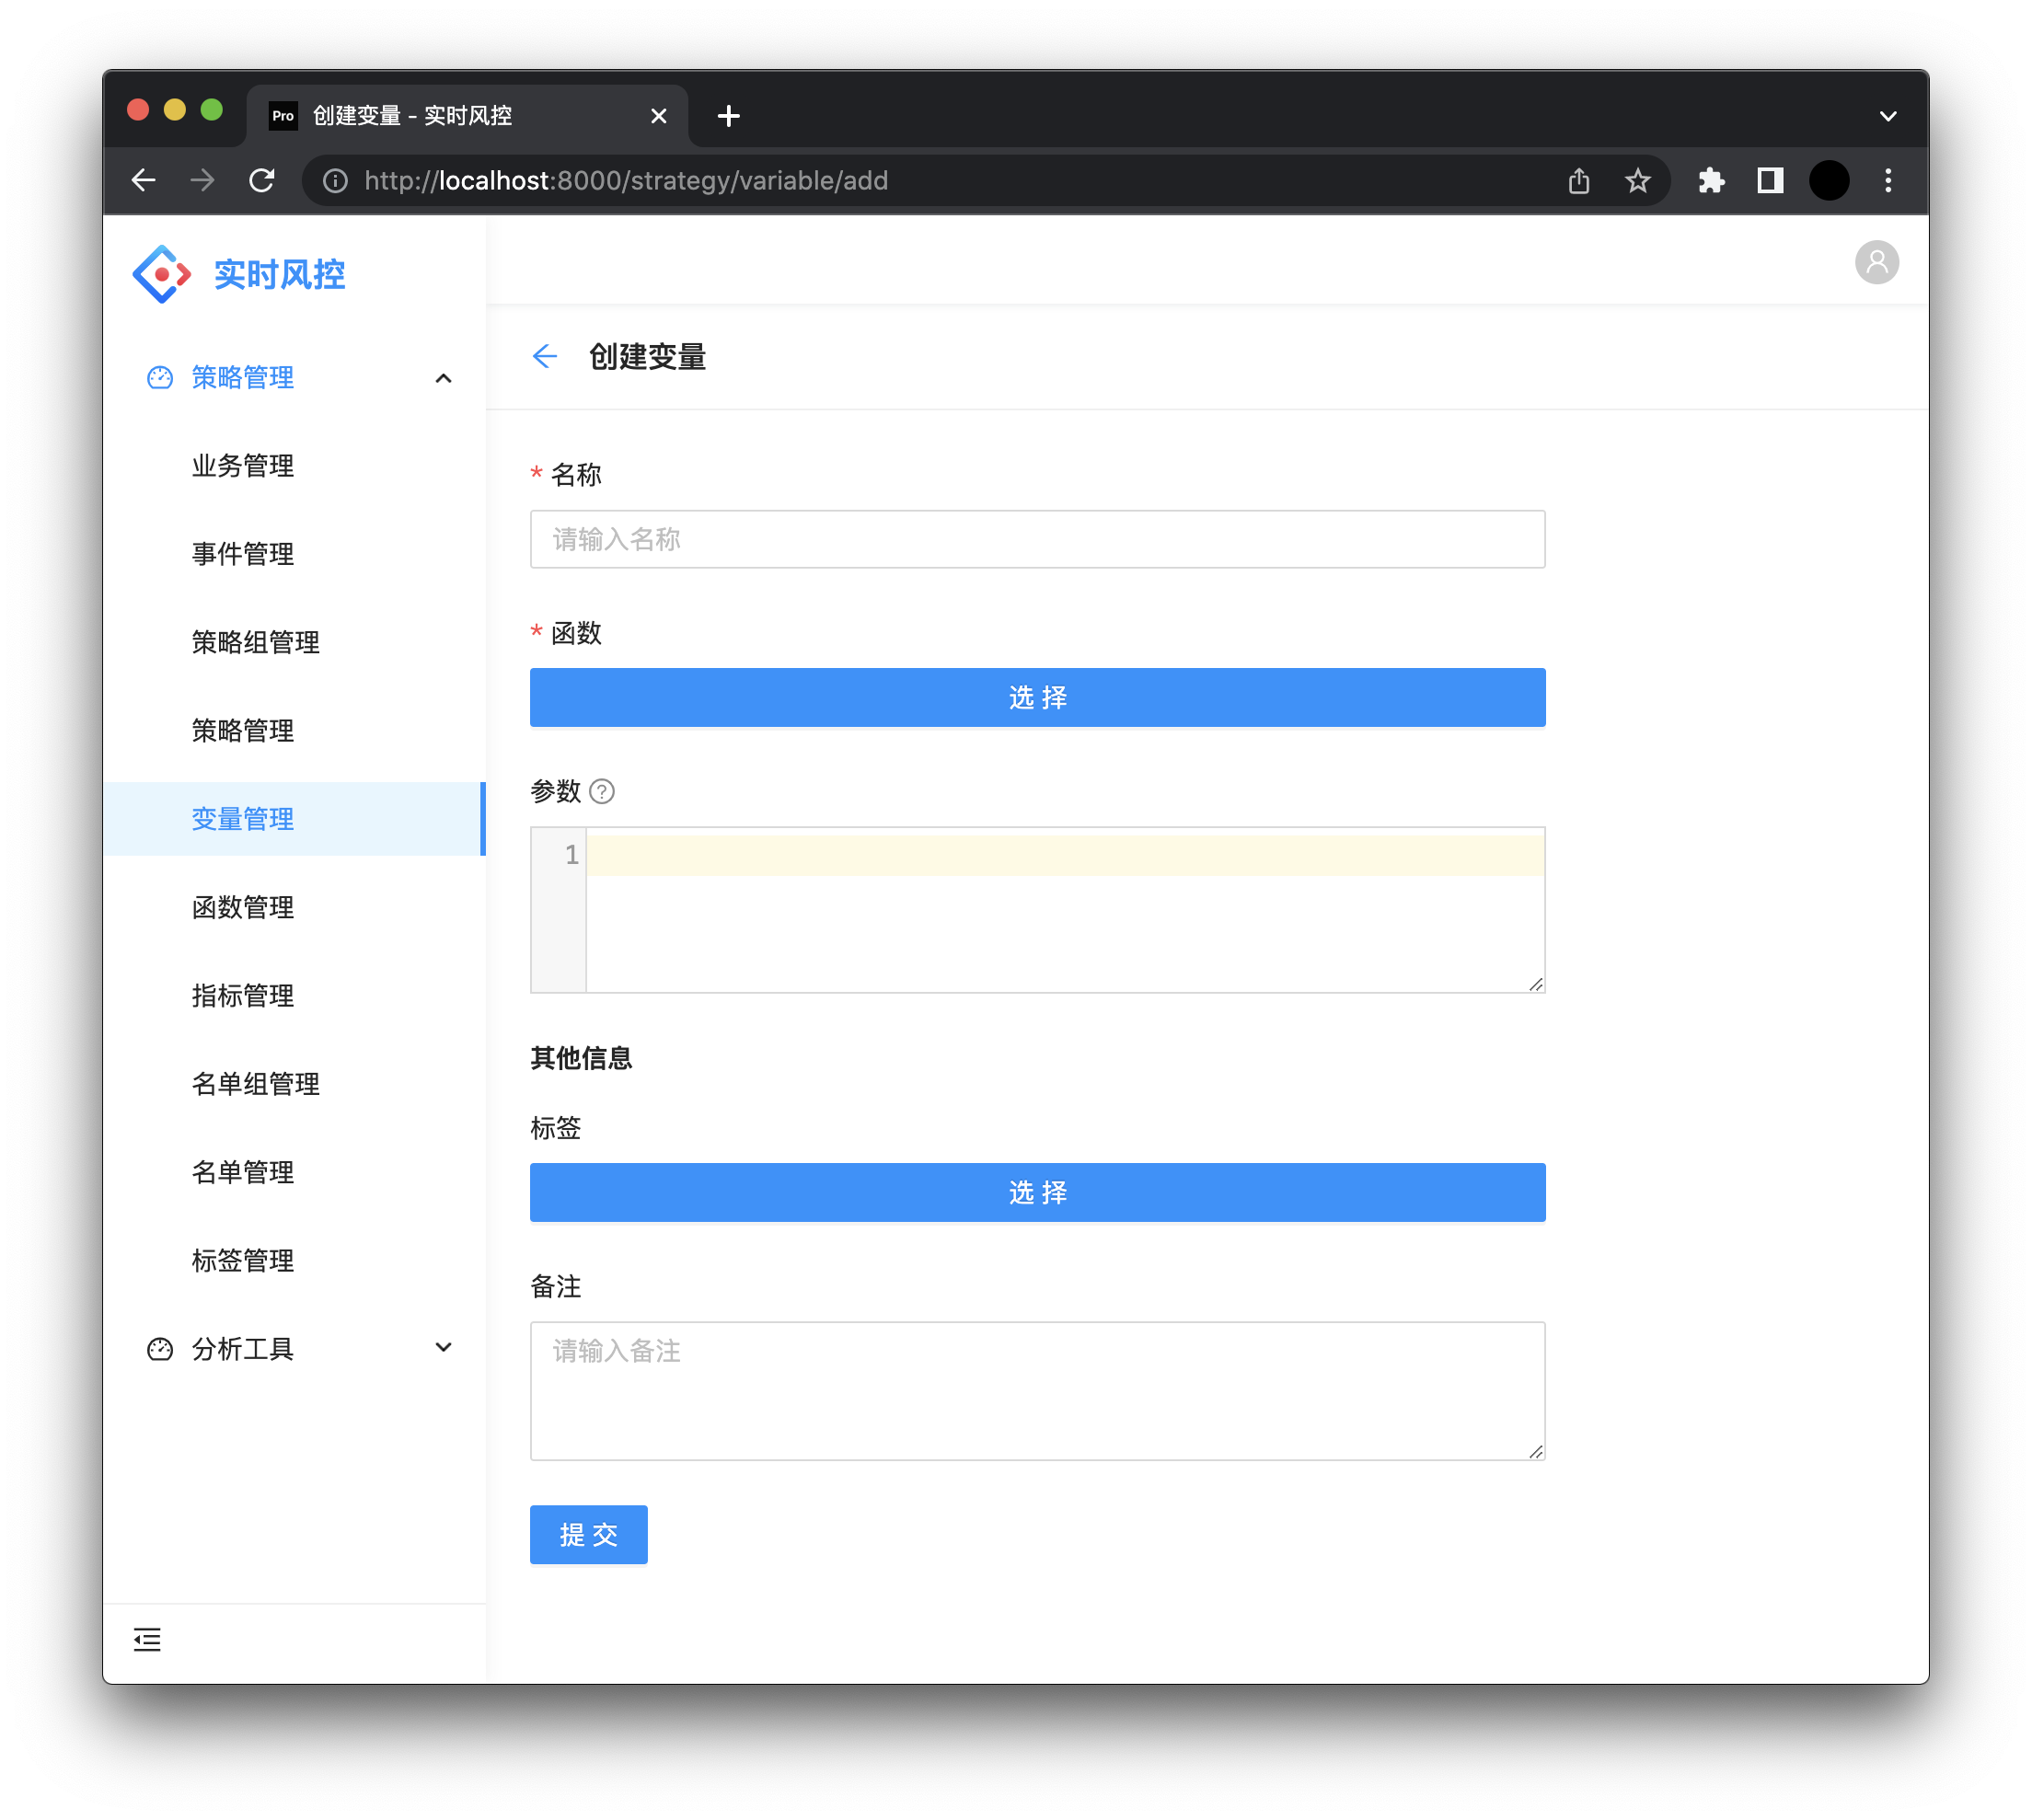 Pro 创建变量 - 实时风控
http://localhost:8000/strategy/variable/add
实时风控
策略管理
业务管理
事件管理
策略组管理
策略管理
变量管理
函数管理
指标管理
名单组管理
名单管理
标签管理
分析工具
创建变量
* 名称
请输入名称
* 函数
选择
参数 ?
1
其他信息
标签
选择
备注
请输入备注
提交